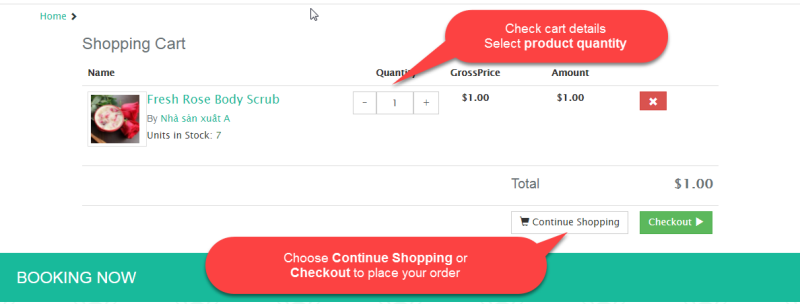 Home
Shopping Cart
Check cart details
Select product quantity
Name Quantity GrossPrice Amount
Fresh Rose Body Scrub - 1 + $1.00 $1.00
By Nhà sản xuất A
Units in Stock: 7
Total $1.00
Continue Shopping Checkout
Choose Continue Shopping or
Checkout to place your order
BOOKING NOW